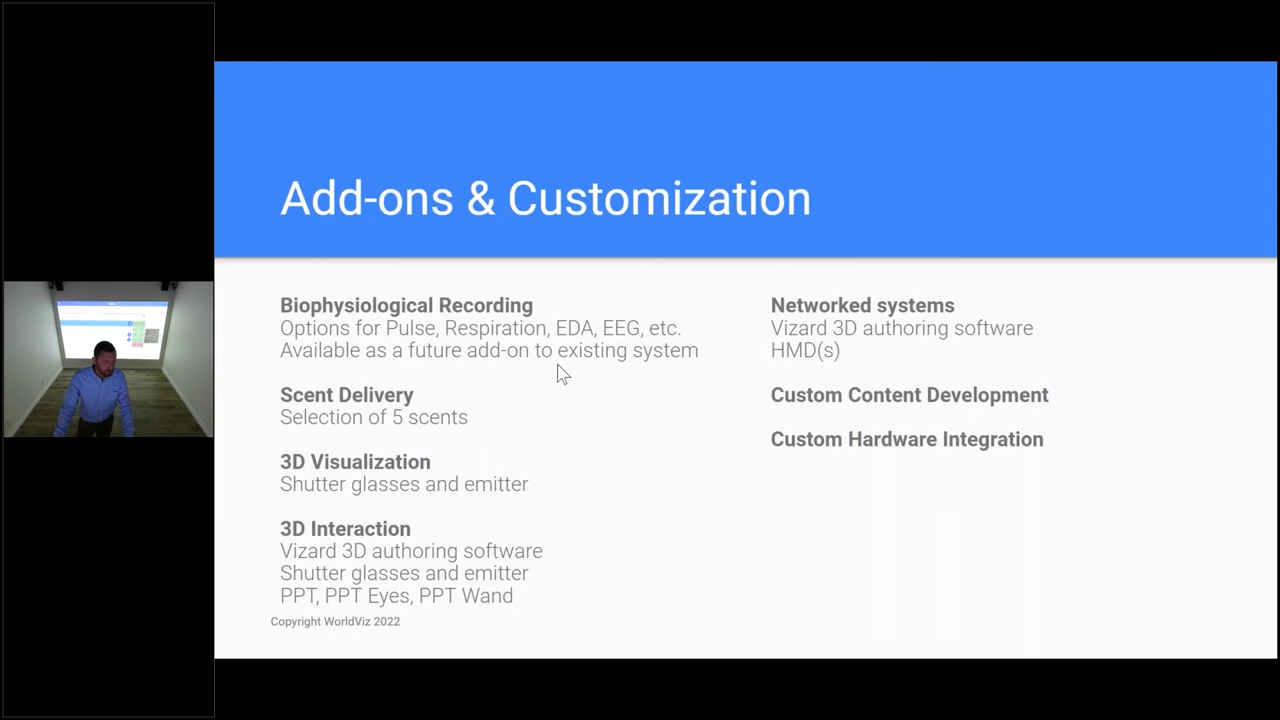 Add-ons & Customization
Biophysiological Recording
Options for Pulse, Respiration, EDA, EEG, etc.
Available as a future add-on to existing system
Scent Delivery
Selection of 5 scents
3D Visualization
Shutter glasses and emitter
3D Interaction
Vizard 3D authoring software
Shutter glasses and emitter
PPT, PPT Eyes, PPT Wand
Copyright WorldViz 2022
Networked systems
Vizard 3D authoring software
HMD(s)
Custom Content Development
Custom Hardware Integration